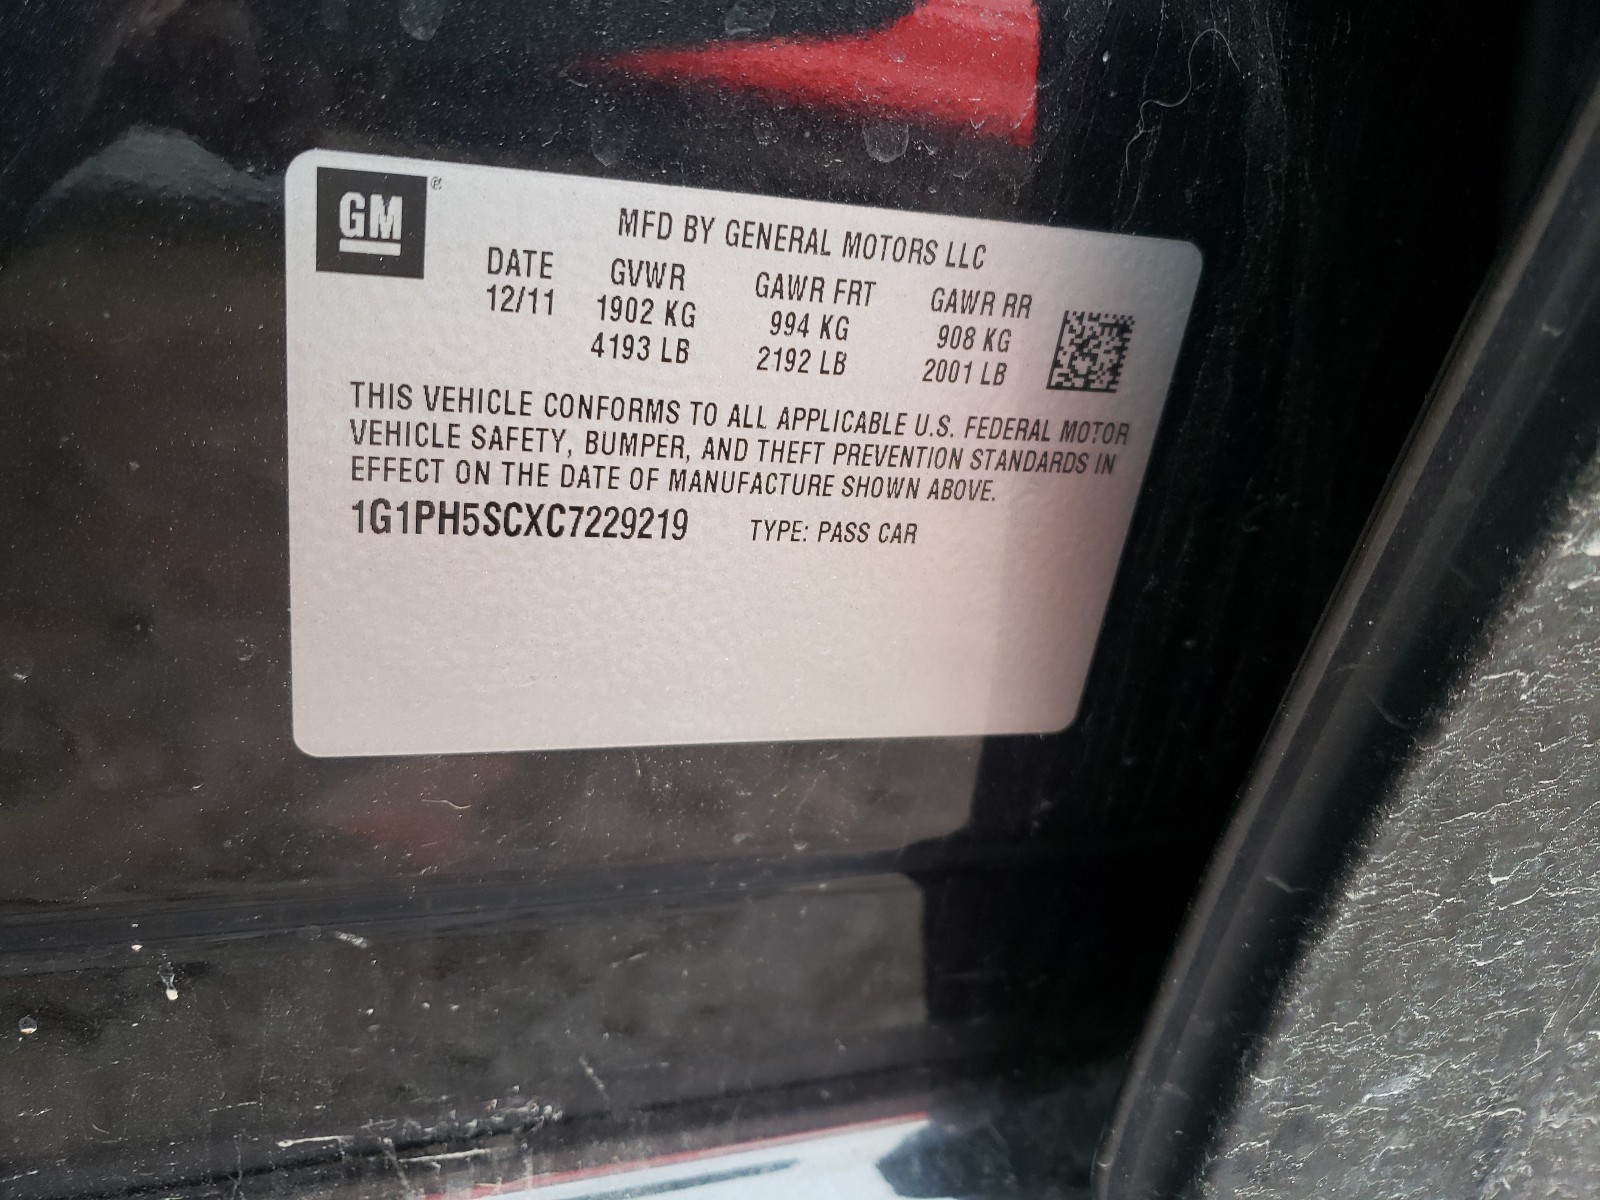 GM ®
MFD BY GENERAL MOTORS LLC
DATE GVWR GAWR FRT GAWR RR
12/11 1902 KG 994 KG 908 KG
4193 LB 2192 LB 2001 LB
THIS VEHICLE CONFORMS TO ALL APPLICABLE U.S. FEDERAL MOTOR
VEHICLE SAFETY, BUMPER, AND THEFT PREVENTION STANDARDS IN
EFFECT ON THE DATE OF MANUFACTURE SHOWN ABOVE.
1G1PH5SCXC7229219 TYPE: PASS CAR